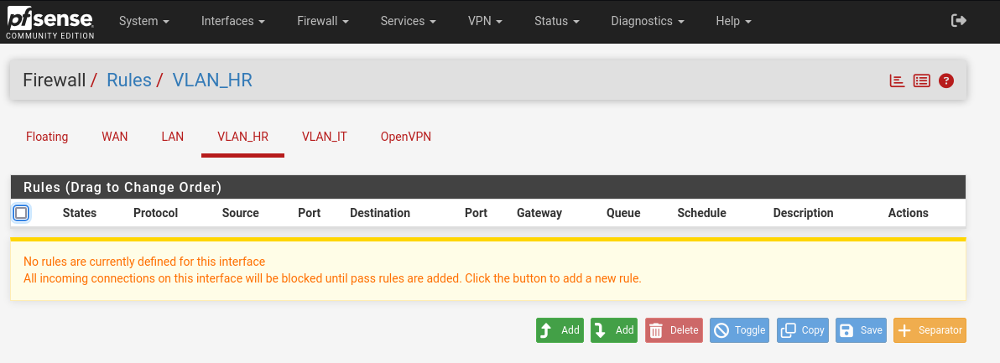 pfsense
COMMUNITY EDITION
System Interfaces Firewall Services VPN Status Diagnostics Help
Firewall / Rules / VLAN_HR
Floating WAN LAN VLAN_HR VLAN_IT OpenVPN
Rules (Drag to Change Order)
States Protocol Source Port Destination Port Gateway Queue Schedule Description Actions
No rules are currently defined for this interface
All incoming connections on this interface will be blocked until pass rules are added. Click the button to add a new rule.
Add Add Delete Toggle Copy Save Separator